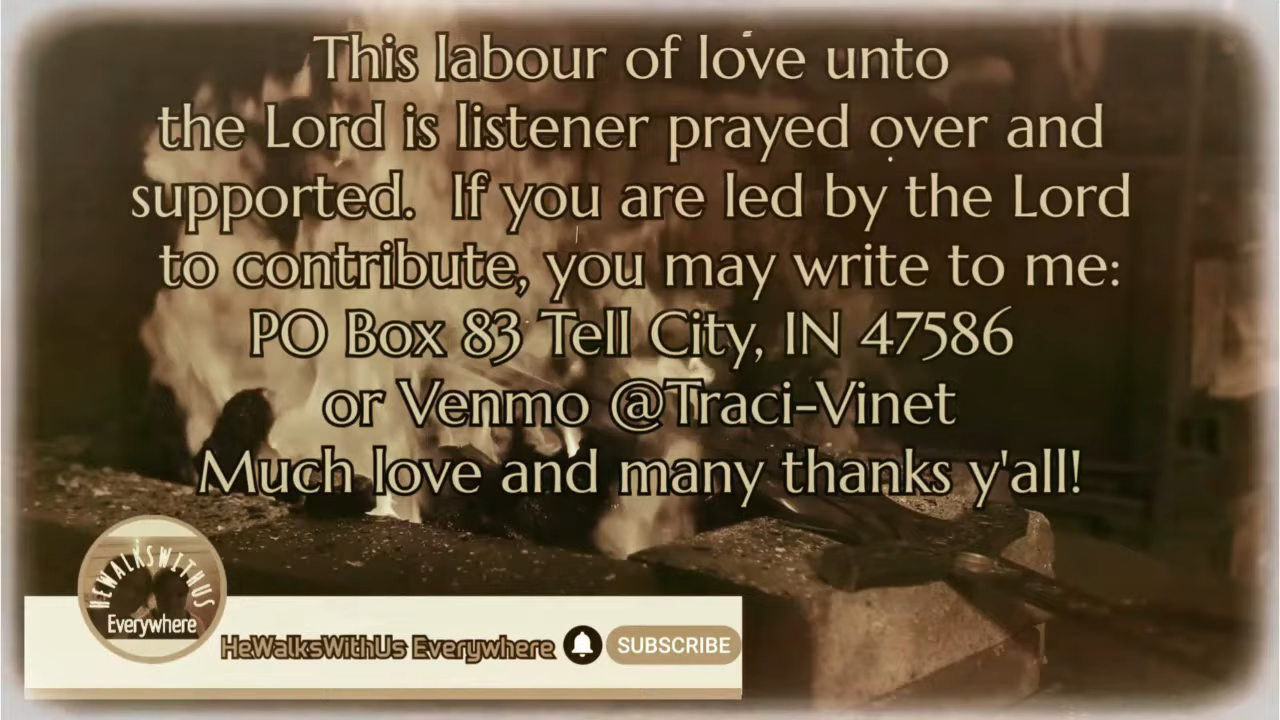 This labour of love unto
the Lord is listener prayed over and
supported. If you are led by the Lord
to contribute, you may write to me:
PO Box 83 Tell City, IN 47586
or Venmo @Traci-Vinet
Much love and many thanks y'all!
HEWALKSWITHUS
Everywhere
HeWalksWithUs Everywhere
SUBSCRIBE